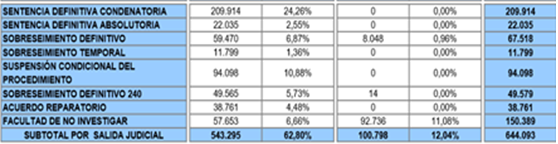 SENTENCIA DEFINITIVA CONDENATORIA 209.914 24,26% 0 0,00% 209.914
SENTENCIA DEFINITIVA ABSOLUTORIA 22.035 2,55% 0 0,00% 22.035
SOBRESEIMIENTO DEFINITIVO 59.470 6,87% 8.048 0,96% 67.518
SOBRESEIMIENTO TEMPORAL 11.799 1,36% 0 0,00% 11.799
SUSPENSIÓN CONDICIONAL DEL
PROCEDIMIENTO 94.098 10,88% 0 0,00% 94.098
SOBRESEIMIENTO DEFINITIVO 240 49.565 5,73% 14 0,00% 49.579
ACUERDO REPARATORIO 38.761 4,48% 0 0,00% 38.761
FACULTAD DE NO INVESTIGAR 57.653 6,66% 92.736 11,08% 150.389
SUBTOTAL POR SALIDA JUDICIAL 543.295 62,80% 100.798 12,04% 644.093